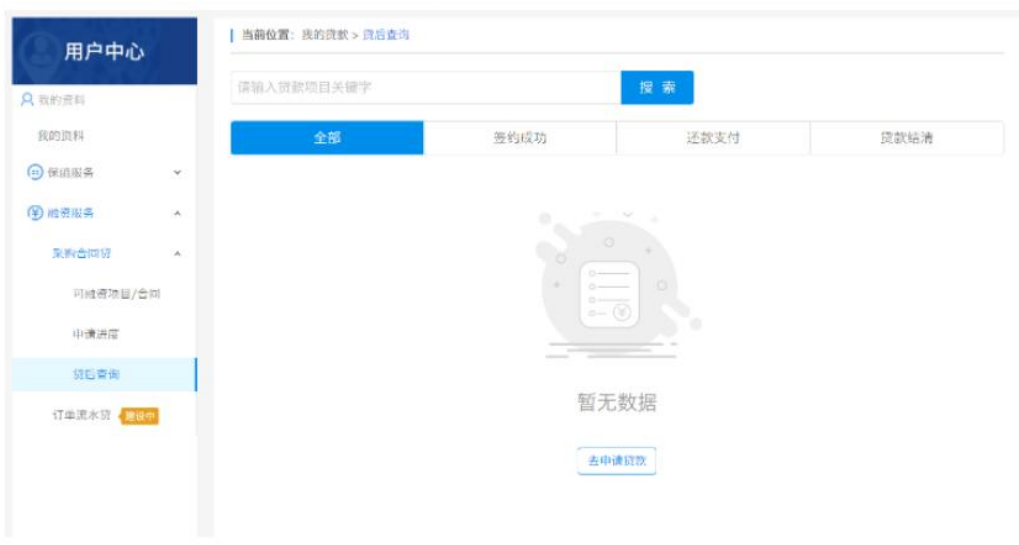 用户中心
我的资料
我的资料
保函服务
融资服务
采购合同贷
可融资项目/合同
申请进度
贷后查询
订单流水贷 建设中
当前位置：我的贷款 > 贷后查询
请输入贷款项目关键字
搜 索
全部 签约成功 还款支付 贷款结清
暂无数据
去申请贷款